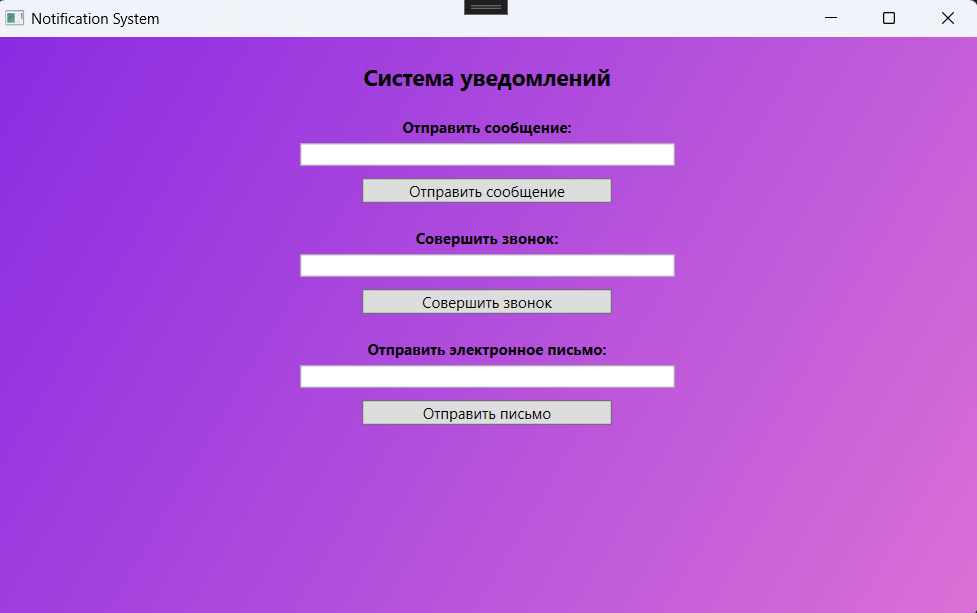 Notification System
Система уведомлений
Отправить сообщение:
Отправить сообщение
Совершить звонок:
Совершить звонок
Отправить электронное письмо:
Отправить письмо